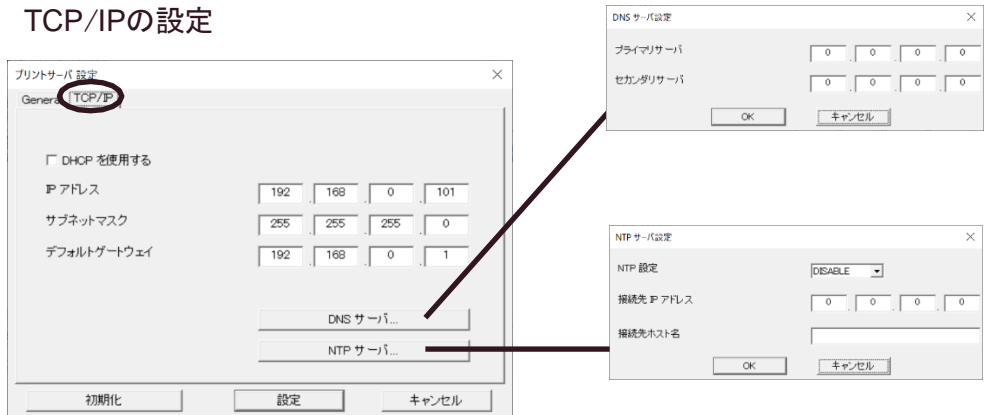 TCP/IPの設定
プリントサーバ 設定
General TCP/IP
DHCP を使用する
IP アドレス 192 . 168 . 0 . 101
サブネットマスク 255 . 255 . 255 . 0
デフォルトゲートウェイ 192 . 168 . 0 . 1
DNS サーバ...
NTP サーバ...
初期化 設定 キャンセル
DNS サーバ設定
プライマリサーバ 0 . 0 . 0 . 0
セカンダリサーバ 0 . 0 . 0 . 0
OK キャンセル
NTP サーバ設定
NTP 設定 DISABLE
接続先 IP アドレス 0 . 0 . 0 . 0
接続先ホスト名
OK キャンセル